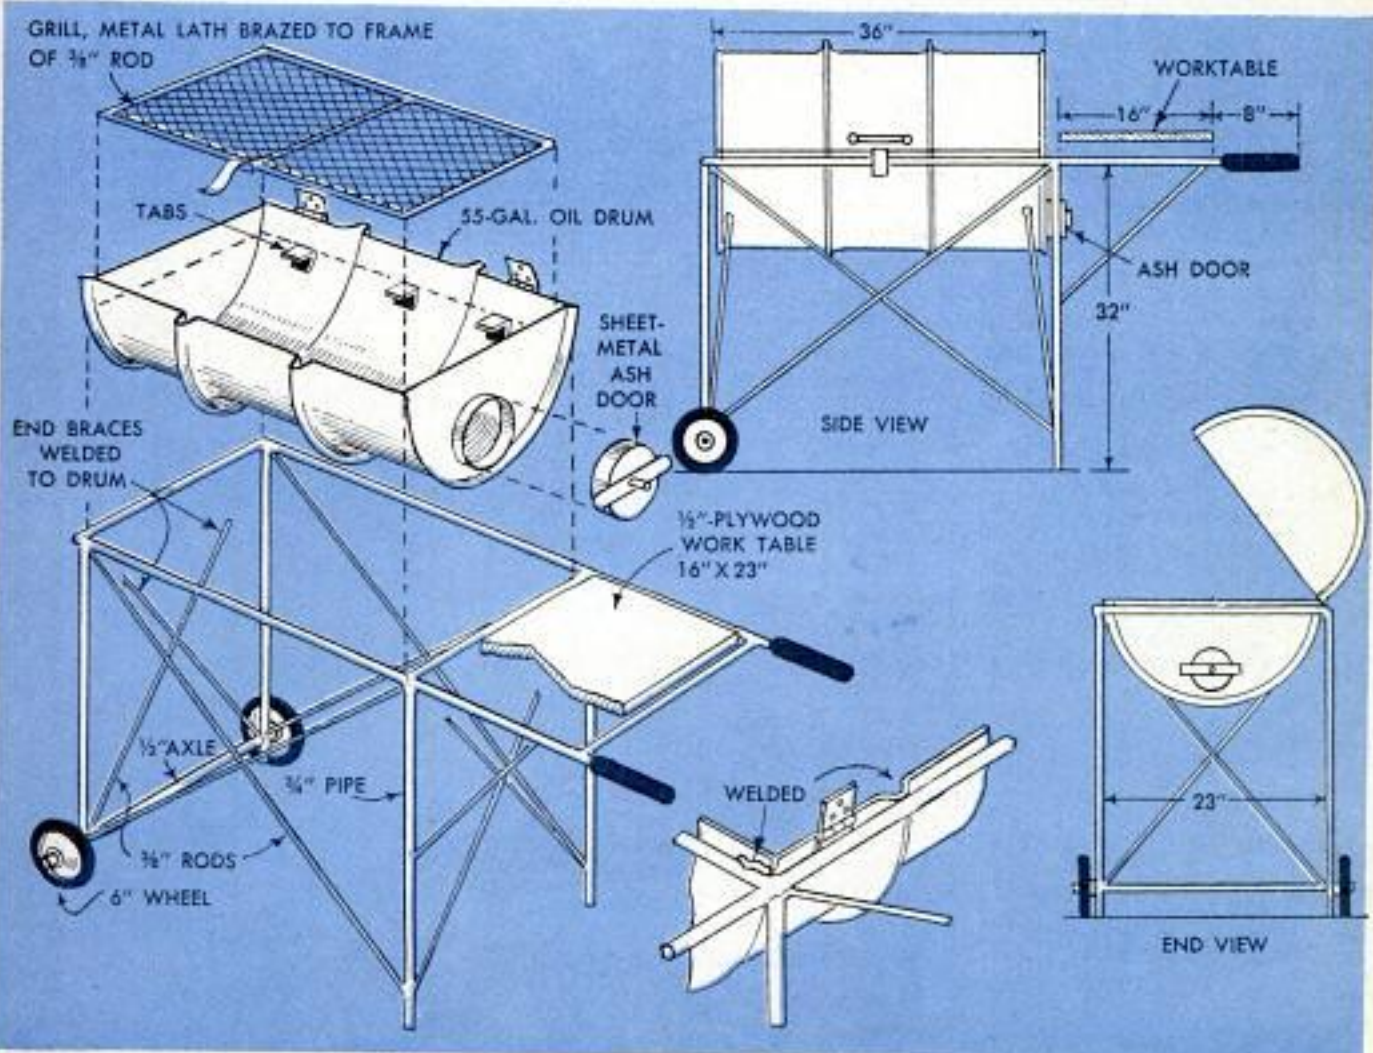 GRILL, METAL LATH BRAZED TO FRAME
OF ⅜" ROD
TABS
55-GAL. OIL DRUM
SHEET-
METAL
ASH
DOOR
END BRACES
WELDED
TO DRUM
½"-PLYWOOD
WORK TABLE
16" X 23"
½" AXLE
¾" PIPE
⅜" RODS
6" WHEEL
36"
WORKTABLE
16"
8"
ASH DOOR
32"
SIDE VIEW
WELDED
23"
END VIEW